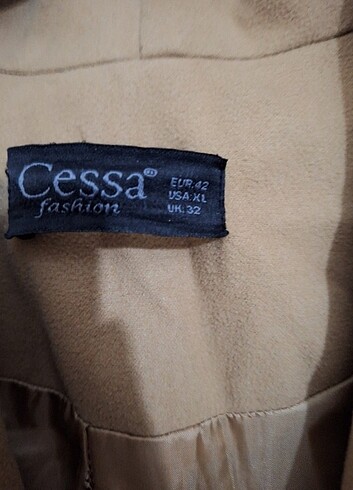 Cessa®
fashion
EUR:42
USA:XL
UK:32